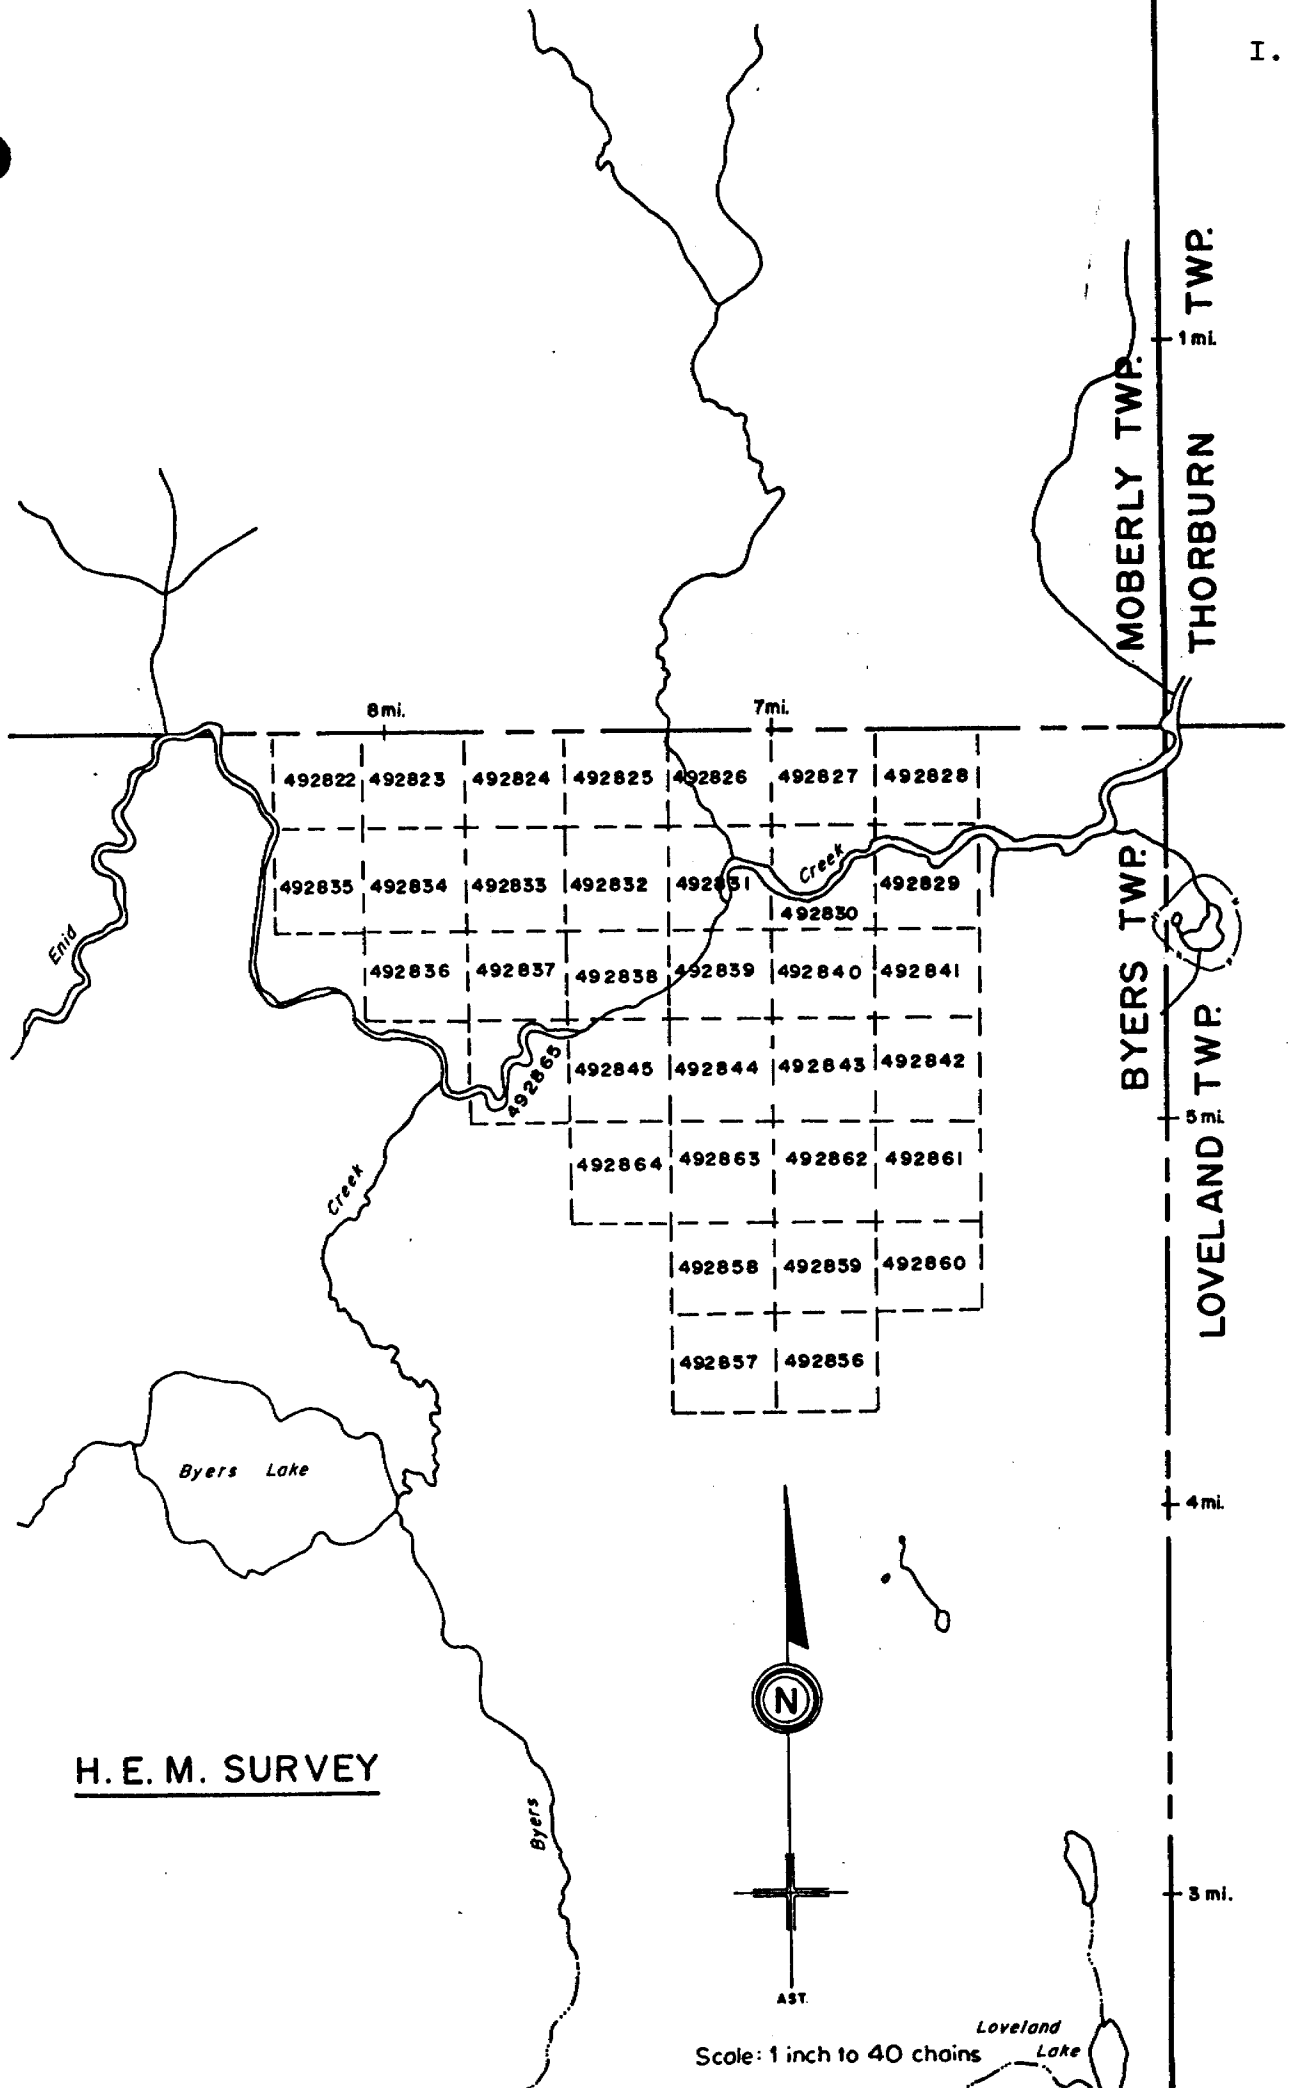 I.
MOBERLY TWP.
THORBURN TWP.
1 mi.
8 mi.
7 mi.
492822 492823 492824 492825 492826 492827 492828
492835 492834 492833 492832 492831 492830 492829
Creek
Enid
492836 492837 492838 492839 492840 492841
492865 492845 492844 492843 492842
BYERS TWP.
LOVELAND TWP.
5 mi.
Creek
492864 492863 492862 492861
492858 492859 492860
492857 492856
Byers Lake
4 mi.
N
H.E.M. SURVEY
Byers
3 mi.
AST.
Loveland
Lake
Scale: 1 inch to 40 chains